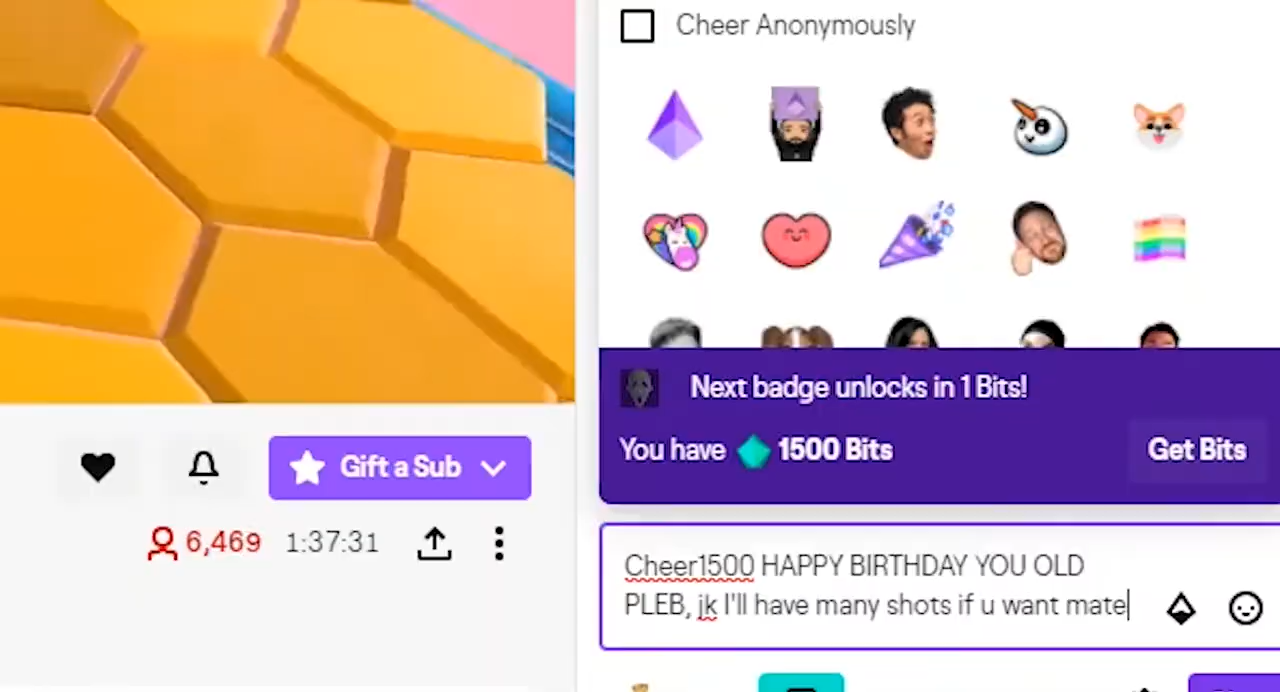 Cheer Anonymously
Next badge unlocks in 1 Bits!
You have 1500 Bits
Get Bits
Gift a Sub
6,469 1:37:31
Cheer1500 HAPPY BIRTHDAY YOU OLD
PLEB, jk I'll have many shots if u want mate